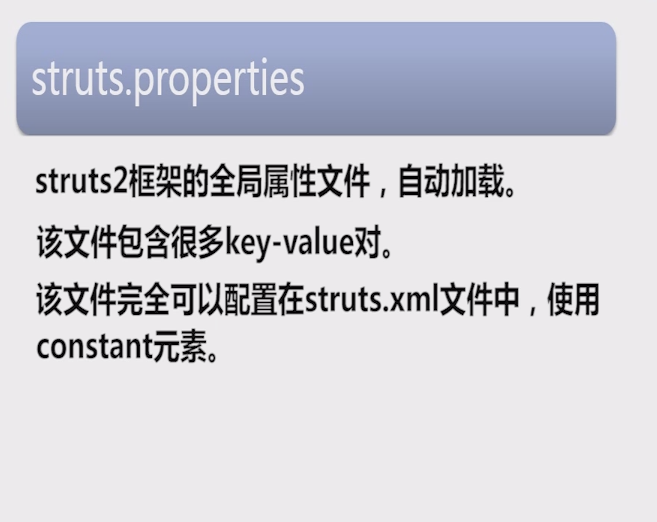 struts.properties
struts2框架的全局属性文件，自动加载。
该文件包含很多key-value对。
该文件完全可以配置在struts.xml文件中，使用
constant元素。